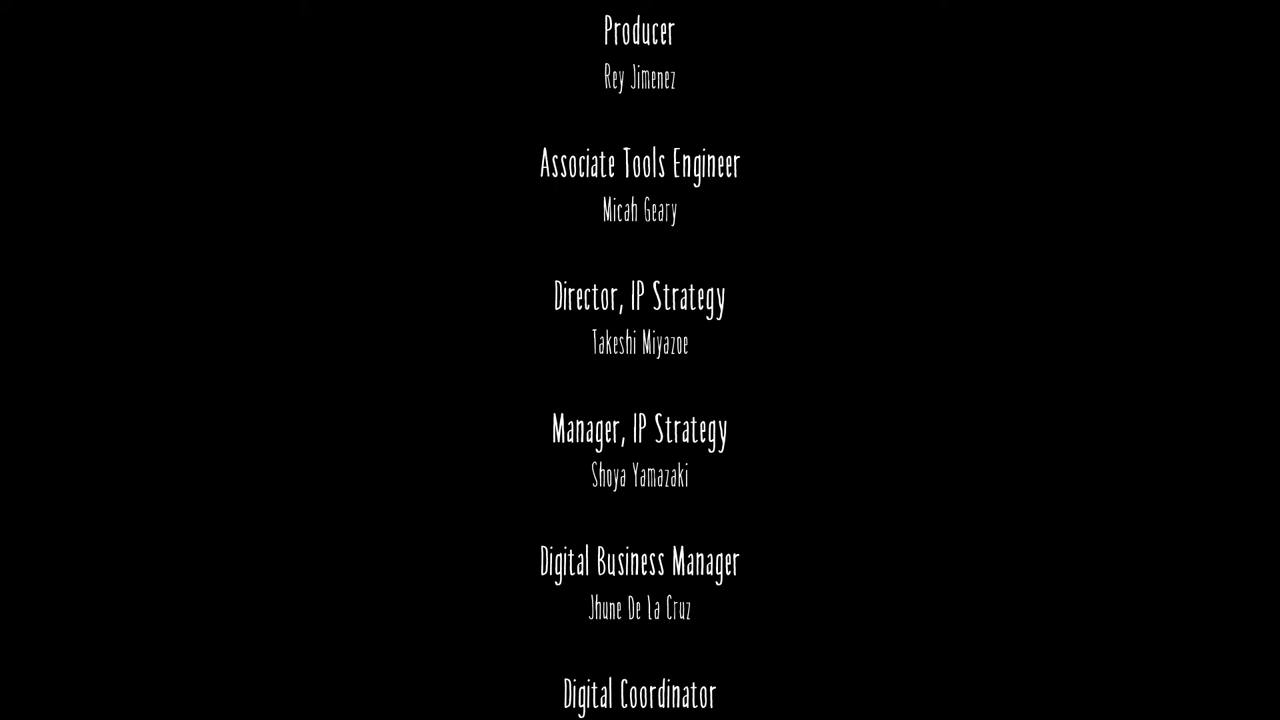 Producer
Rey Jimenez
Associate Tools Engineer
Micah Geary
Director, IP Strategy
Takeshi Miyazoe
Manager, IP Strategy
Shoya Yamazaki
Digital Business Manager
Jhune De La Cruz
Digital Coordinator